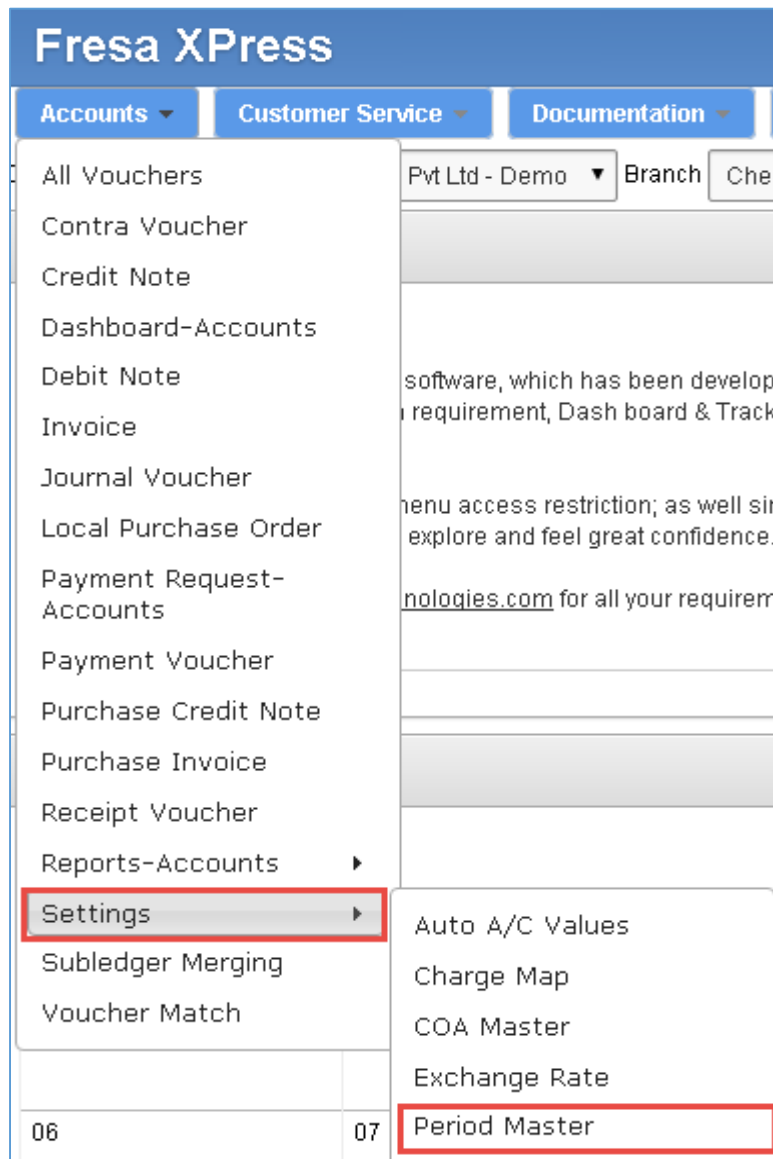 Fresa XPress
Accounts Customer Service Documentation
Pvt Ltd - Demo Branch Che
All Vouchers
Contra Voucher
Credit Note
Dashboard-Accounts
Debit Note
Invoice
Journal Voucher
Local Purchase Order
Payment Request-
Accounts
Payment Voucher
Purchase Credit Note
Purchase Invoice
Receipt Voucher
Reports-Accounts
Settings
Subledger Merging
Voucher Match
software, which has been develop
requirement, Dash board & Track
enu access restriction; as well si
explore and feel great confidence.
nologies.com for all your requirem
Auto A/C Values
Charge Map
COA Master
Exchange Rate
Period Master
06 07